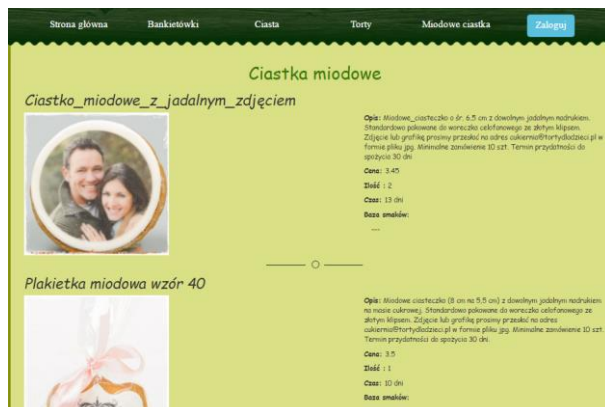 Strona główna Bankietówki Ciasta Torty Miodowe ciastka Zaloguj
Ciastka miodowe
Ciastko_miodowe_z_jadalnym_zdjęciem
Opis: Miodowe_ciasteczko o śr. 6,5 cm z dowolnym jadalnym nadrukiem.
Standardowo pakowane do woreczka celofanowego ze złotym klipsem.
Zdjęcie lub grafikę prosimy przesłać na adres cukiernia@tortydladzieci.pl w
formie pliku jpg. Minimalne zamówienie 10 szt. Termin przydatności do
spożycia 30 dni
Cena: 3.45
Ilość : 2
Czas: 13 dni
Baza smaków:
---
Plakietka miodowa wzór 40
Opis: Miodowe ciasteczko (8 cm na 5,5 cm) z dowolnym jadalnym nadrukiem
na masie cukrowej. Standardowo pakowane do woreczka celofanowego ze
złotym klipsem. Zdjęcie lub grafikę prosimy przesłać na adres
cukiernia@tortydladzieci.pl w formie pliku jpg. Minimalne zamówienie 10 szt.
Termin przydatności do spożycia 30 dni.
Cena: 3.5
Ilość : 1
Czas: 10 dni
Baza smaków: